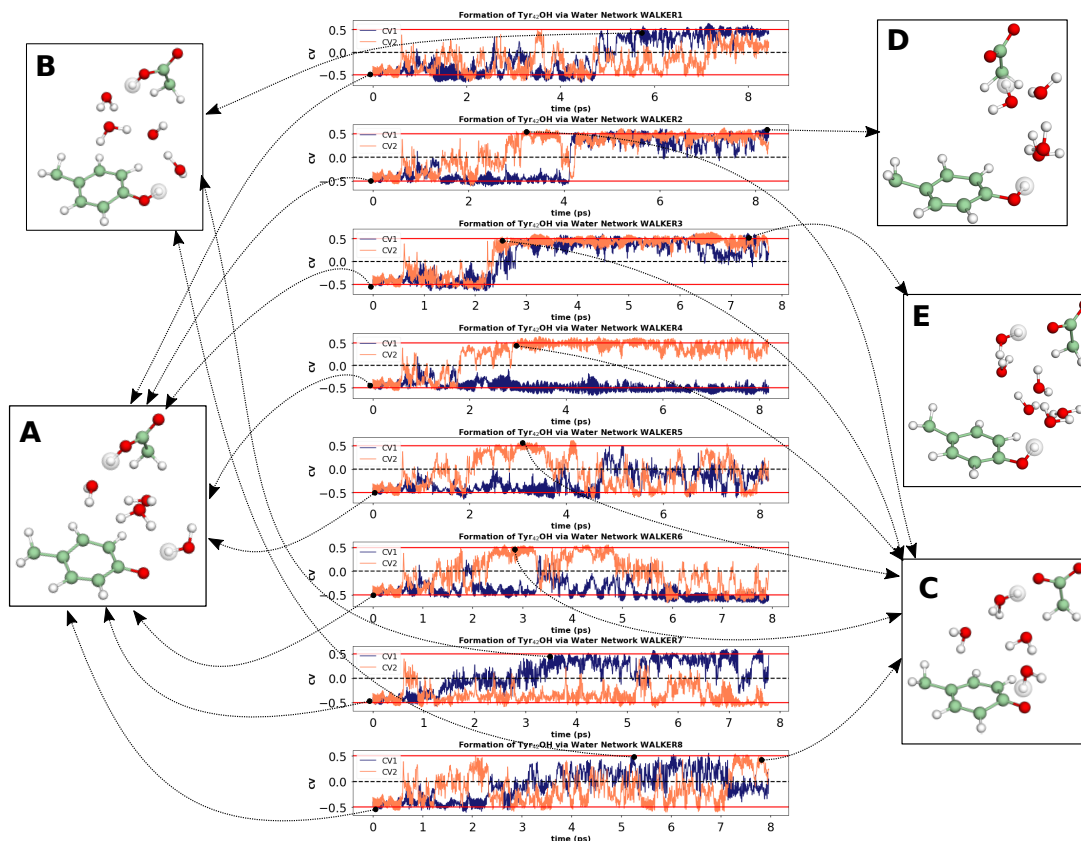 Formation of Tyr₄₂OH via Water Network WALKER1
CV
0.5
0.0
−0.5
CV1
CV2
0 2 4 6 8
time (ps)
Formation of Tyr₄₂OH via Water Network WALKER2
CV
0.5
0.0
−0.5
CV1
CV2
0 1 2 3 4 5 6 7 8
time (ps)
Formation of Tyr₄₂OH via Water Network WALKER3
CV
0.5
0.0
−0.5
CV1
CV2
0 1 2 3 4 5 6 7 8
time (ps)
Formation of Tyr₄₂OH via Water Network WALKER4
CV
0.5
0.0
−0.5
CV1
CV2
0 2 4 6 8
time (ps)
Formation of Tyr₄₂OH via Water Network WALKER5
CV
0.5
0.0
−0.5
CV1
CV2
0 1 2 3 4 5 6 7 8
time (ps)
Formation of Tyr₄₂OH via Water Network WALKER6
CV
0.5
0.0
−0.5
CV1
CV2
0 1 2 3 4 5 6 7 8
time (ps)
Formation of Tyr₄₂OH via Water Network WALKER7
CV
0.5
0.0
−0.5
CV1
CV2
0 1 2 3 4 5 6 7 8
time (ps)
Formation of Tyr₄₂OH via Water Network WALKER8
CV
0.5
0.0
−0.5
CV1
CV2
0 1 2 3 4 5 6 7 8
time (ps)
B
A
D
E
C